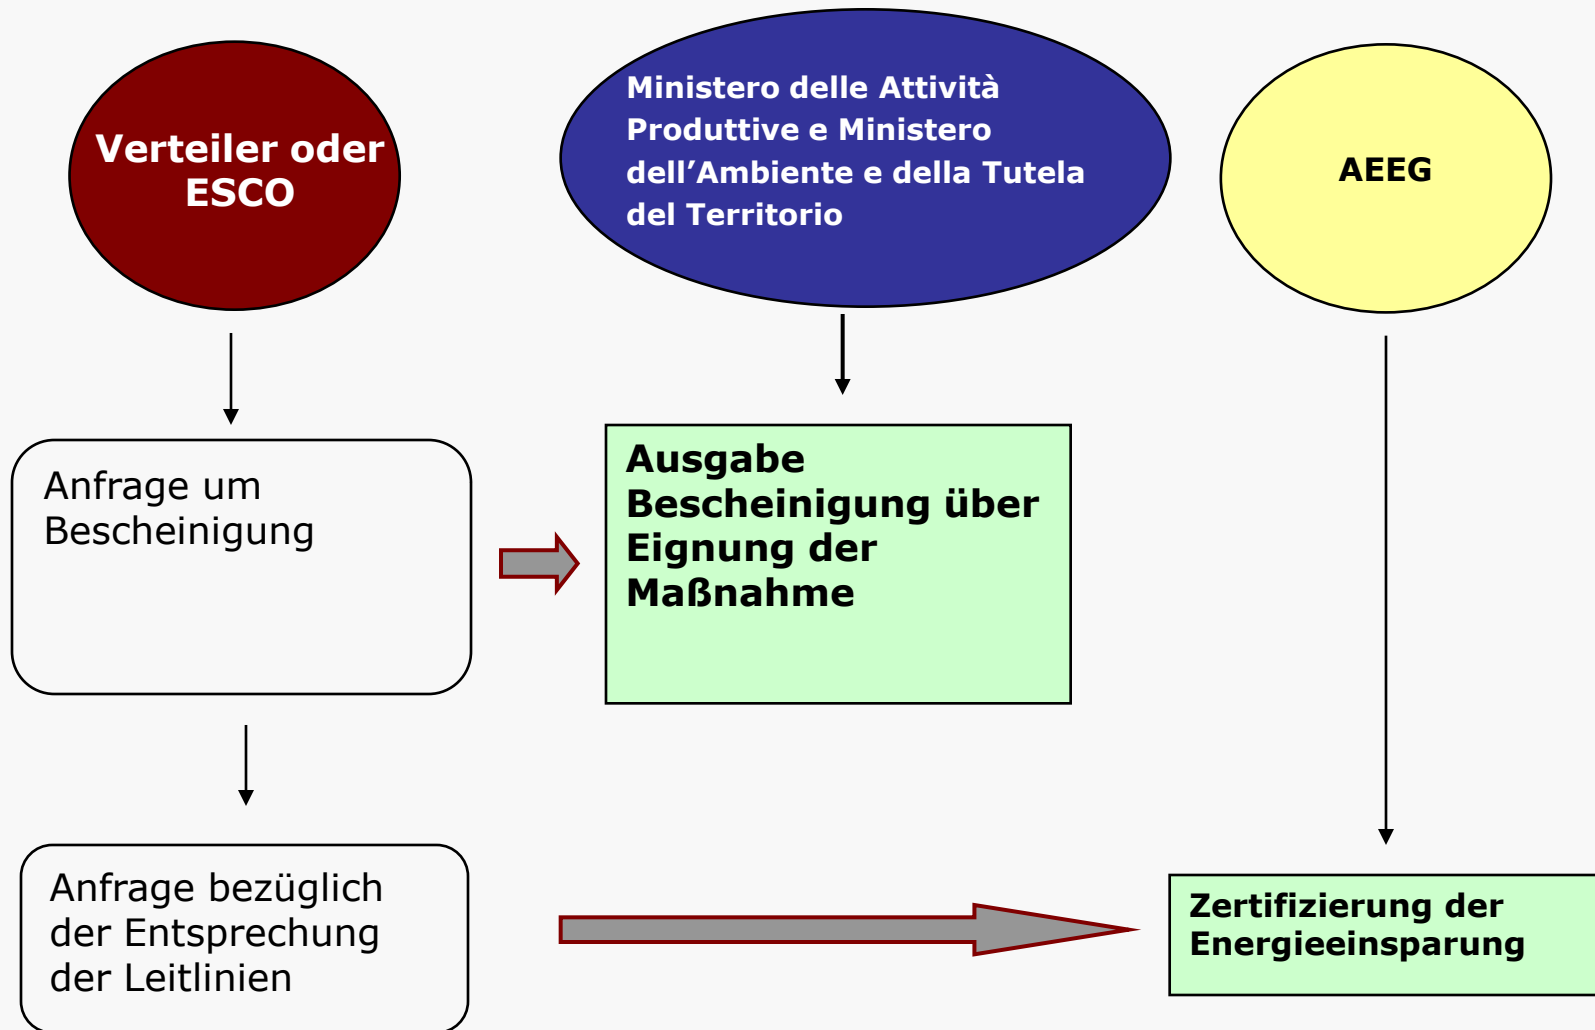 Verteiler oder
ESCO
Ministero delle Attività
Produttive e Ministero
dell’Ambiente e della Tutela
del Territorio
AEEG
Anfrage um
Bescheinigung
Ausgabe
Bescheinigung über
Eignung der
Maßnahme
Anfrage bezüglich
der Entsprechung
der Leitlinien
Zertifizierung der
Energieeinsparung